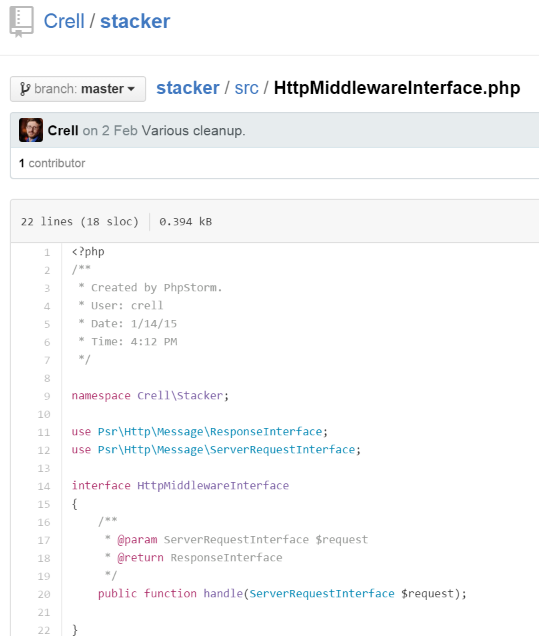 Crell / stacker
branch: master
stacker / src / HttpMiddlewareInterface.php
Crell on 2 Feb Various cleanup.
1 contributor
22 lines (18 sloc) 0.394 kB
1 <?php
2 /**
3 * Created by PhpStorm.
4 * User: crell
5 * Date: 1/14/15
6 * Time: 4:12 PM
7 */
8
9 namespace Crell\Stacker;
10
11 use Psr\Http\Message\ResponseInterface;
12 use Psr\Http\Message\ServerRequestInterface;
13
14 interface HttpMiddlewareInterface
15 {
16 /**
17 * @param ServerRequestInterface $request
18 * @return ResponseInterface
19 */
20 public function handle(ServerRequestInterface $request);
21
22 }